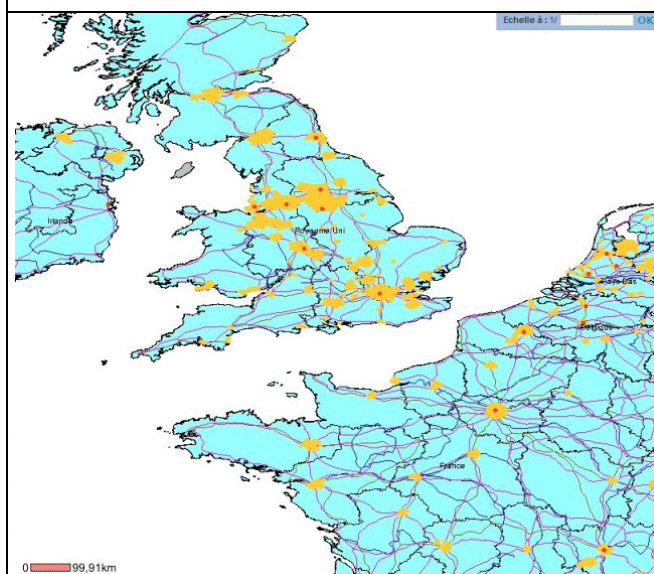 Echelle à : 1/ OK
Irlande
Royaume Uni
Pays Bas
Belgique
France
0 99,91km